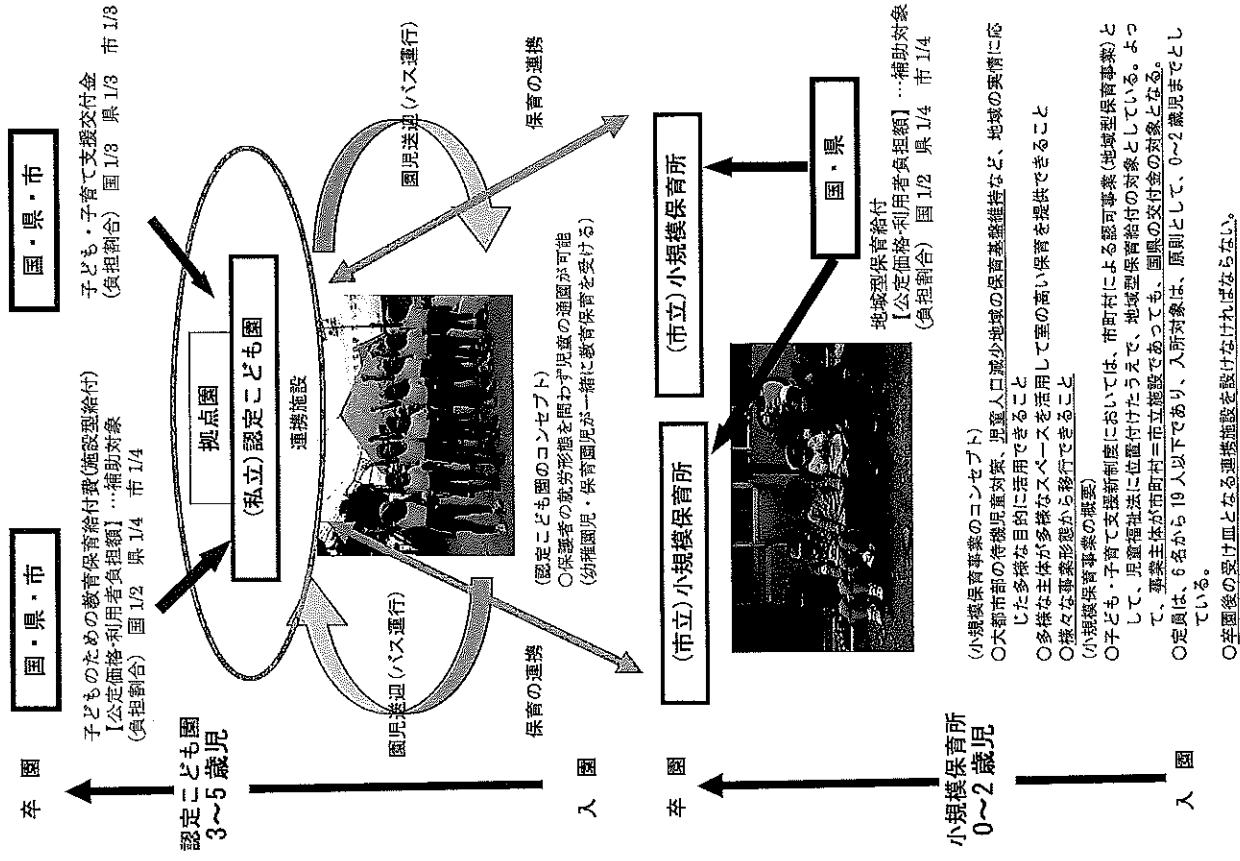 国・県・市
国・県・市
子どものための教育保育給付費(施設型給付)
【公定価格-利用者負担額】…補助対象
(負担割合) 国 1/2 県 1/4 市 1/4
子ども・子育て支援交付金
(負担割合) 国 1/3 県 1/3 市 1/3
卒園
認定こども園
3～5 歳児
入園
拠点園
(私立)認定こども園
連携施設
園児送迎(バス運行)
園児送迎(バス運行)
保育の連携
保育の連携
(認定こども園のコンセプト)
○保護者の就労形態を問わず児童の通園が可能
(幼稚園児・保育園児が一緒に教育保育を受ける)
卒園
小規模保育所
0～2 歳児
入園
(市立)小規模保育所
(市立)小規模保育所
国・県
地域型保育給付
【公定価格-利用者負担額】…補助対象
(負担割合) 国 1/2 県 1/4 市 1/4
(小規模保育事業のコンセプト)
○大都市部の待機児童対策、児童人口減少地域の保育基盤維持など、地域の実情に応
じた多様な目的に活用できること
○多様な主体が多様なスペースを活用して室の高い保育を提供できること
○様々な事業形態から移行できること
(小規模保育事業の概要)
○子ども・子育て支援新制度においては、市町村による認可事業(地域型保育事業)と
して、児童福祉法に位置付けたうえで、地域型保育給付の対象としている。よっ
て、事業主体が市町村＝市立施設であっても、国県の交付金の対象となる。
○定員は、6 名から 19 人以下であり、入所対象は、原則として、0～2 歳児までとし
ている。
○卒園後の受け皿となる連携施設を設けなければならない。